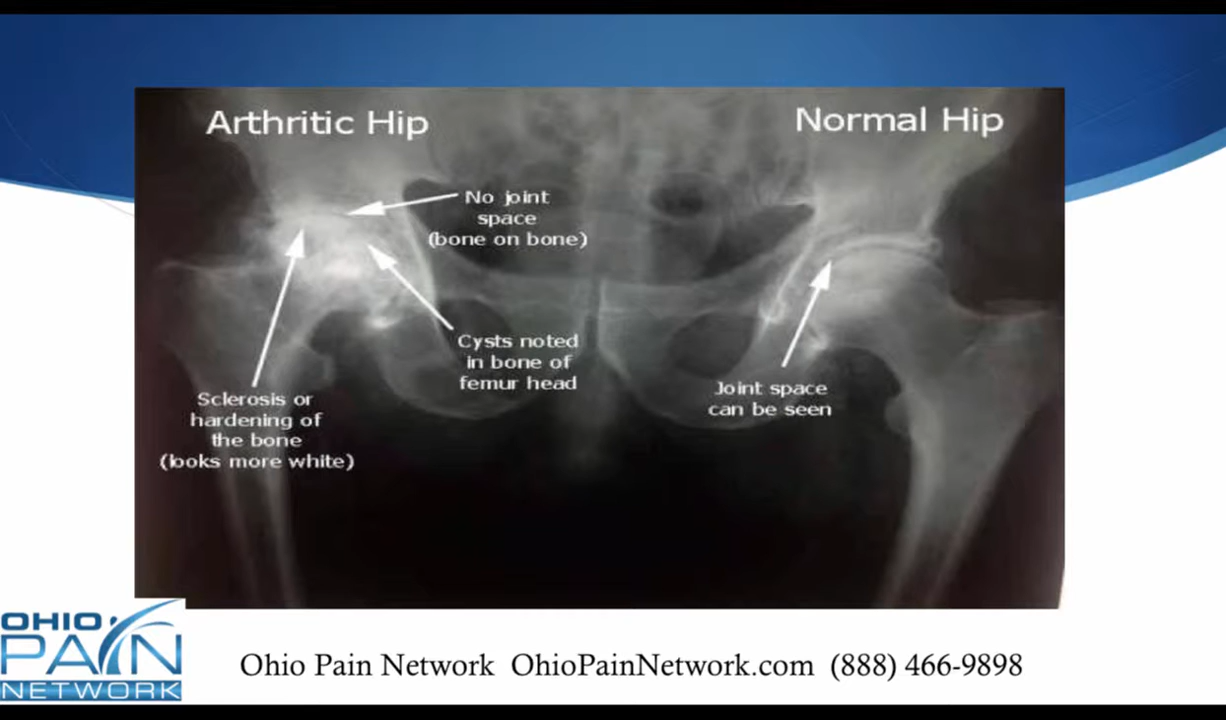 Arthritic Hip
Normal Hip
No joint
space
(bone on bone)
Cysts noted
in bone of
femur head
Sclerosis or
hardening of
the bone
(looks more white)
Joint space
can be seen
OHIO
PAIN
NETWORK
Ohio Pain Network OhioPainNetwork.com (888) 466-9898